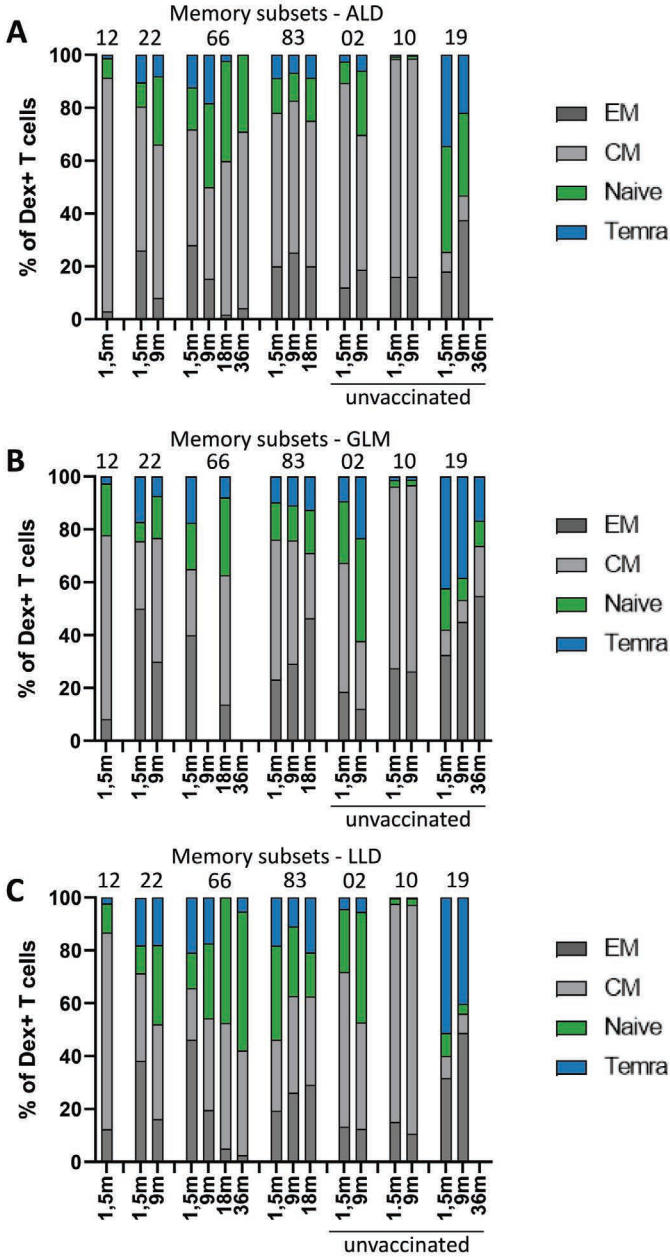 A
Memory subsets - ALD
12 22 66 83 02 10 19
% of Dex+ T cells
100
80
60
40
20
0
1,5m 1,5m 9m 1,5m 9m 18m 36m 1,5m 9m 18m 1,5m 9m 1,5m 9m 1,5m 9m 36m
unvaccinated
EM
CM
Naive
Temra
B
Memory subsets - GLM
12 22 66 83 02 10 19
% of Dex+ T cells
100
80
60
40
20
0
1,5m 1,5m 9m 1,5m 9m 18m 36m 1,5m 9m 18m 1,5m 9m 1.5m 9m 1,5m 9m 36m
unvaccinated
EM
CM
Naive
Temra
C
Memory subsets - LLD
12 22 66 83 02 10 19
% of Dex+ T cells
100
80
60
40
20
0
1,5m 1,5m 9m 1,5m 9m 18m 36m 1,5m 9m 18m 1,5m 9m 1.5m 9m 1,5m 9m 36m
unvaccinated
EM
CM
Naive
Temra